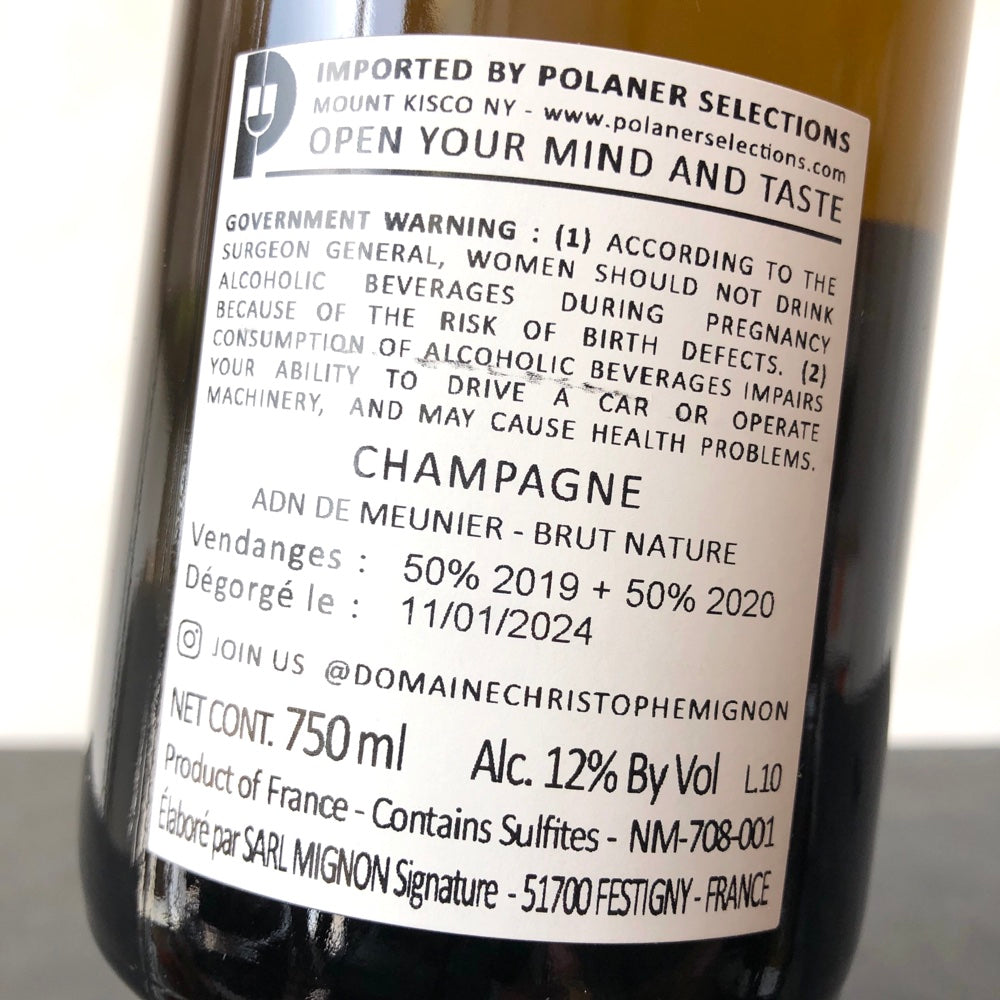 IMPORTED BY POLANER SELECTIONS
MOUNT KISCO NY - www.polanerselections.com
OPEN YOUR MIND AND TASTE
GOVERNMENT WARNING : (1) ACCORDING TO THE
SURGEON GENERAL, WOMEN SHOULD NOT DRINK
ALCOHOLIC BEVERAGES DURING PREGNANCY
BECAUSE OF THE RISK OF BIRTH DEFECTS. (2)
CONSUMPTION OF ALCOHOLIC BEVERAGES IMPAIRS
YOUR ABILITY TO DRIVE A CAR OR OPERATE
MACHINERY, AND MAY CAUSE HEALTH PROBLEMS.
CHAMPAGNE
ADN DE MEUNIER - BRUT NATURE
Vendanges : 50% 2019 + 50% 2020
Dégorgé le : 11/01/2024
JOIN US @DOMAINECHRISTOPHEMIGNON
NET CONT. 750 ml Alc. 12% By Vol L.10
Product of France - Contains Sulfites - NM-708-001
Élaboré par SARL MIGNON Signature - 51700 FESTIGNY - FRANCE